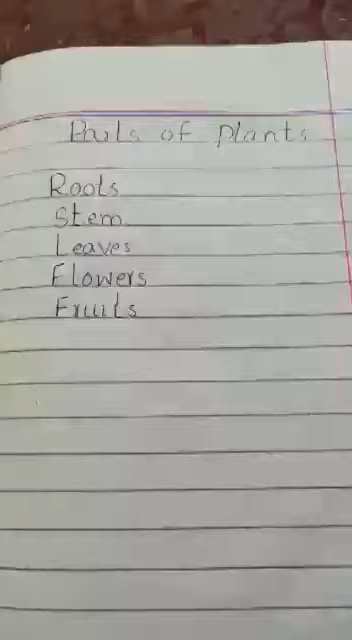 Parts of Plants
Roots
Stem
Leaves
Flowers
Fruits